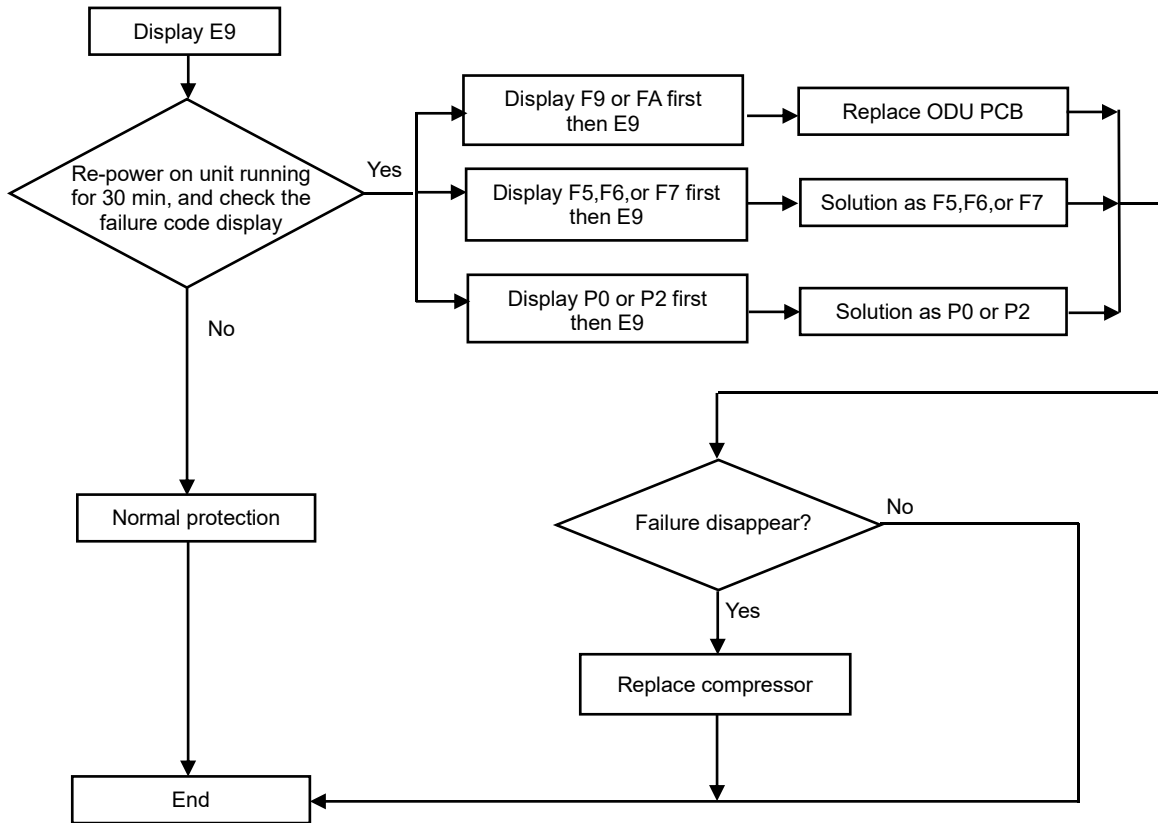 Display E9
Re-power on unit running
for 30 min, and check the
failure code display
Yes
Display F9 or FA first
then E9
Replace ODU PCB
Display F5,F6,or F7 first
then E9
Solution as F5,F6,or F7
Display P0 or P2 first
then E9
Solution as P0 or P2
No
Normal protection
Failure disappear?
No
Yes
Replace compressor
End